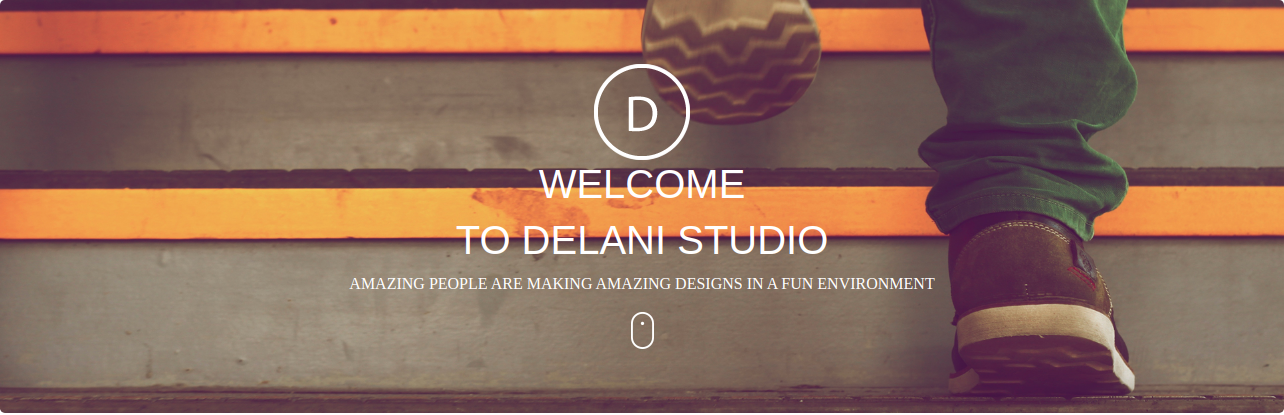 D
WELCOME
TO DELANI STUDIO
AMAZING PEOPLE ARE MAKING AMAZING DESIGNS IN A FUN ENVIRONMENT